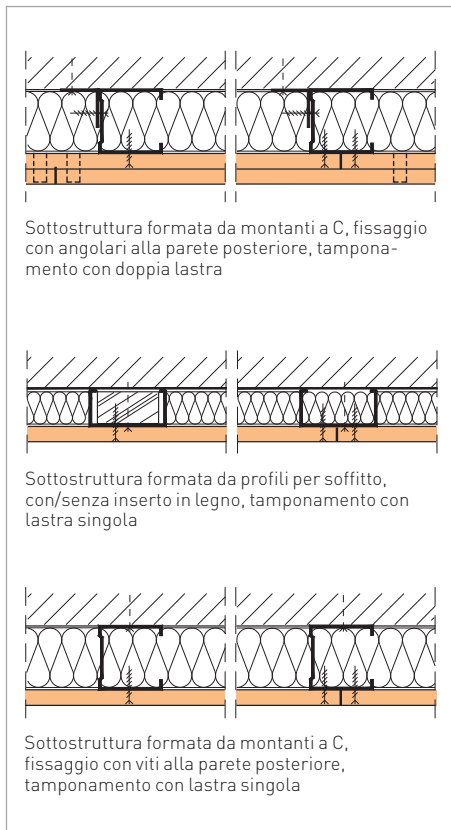 Sottostruttura formata da montanti a C, fissaggio
con angolari alla parete posteriore, tampona-
mento con doppia lastra
Sottostruttura formata da profili per soffitto,
con/senza inserto in legno, tamponamento con
lastra singola
Sottostruttura formata da montanti a C,
fissaggio con viti alla parete posteriore,
tamponamento con lastra singola